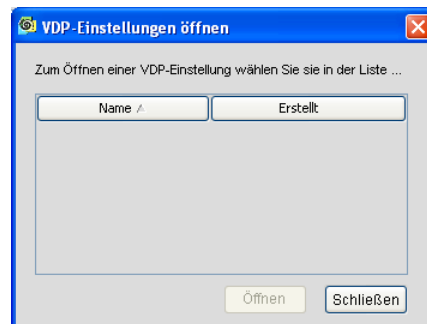 VDP-Einstellungen öffnen
Zum Öffnen einer VDP-Einstellung wählen Sie sie in der Liste ...
Name Erstellt
Öffnen Schließen